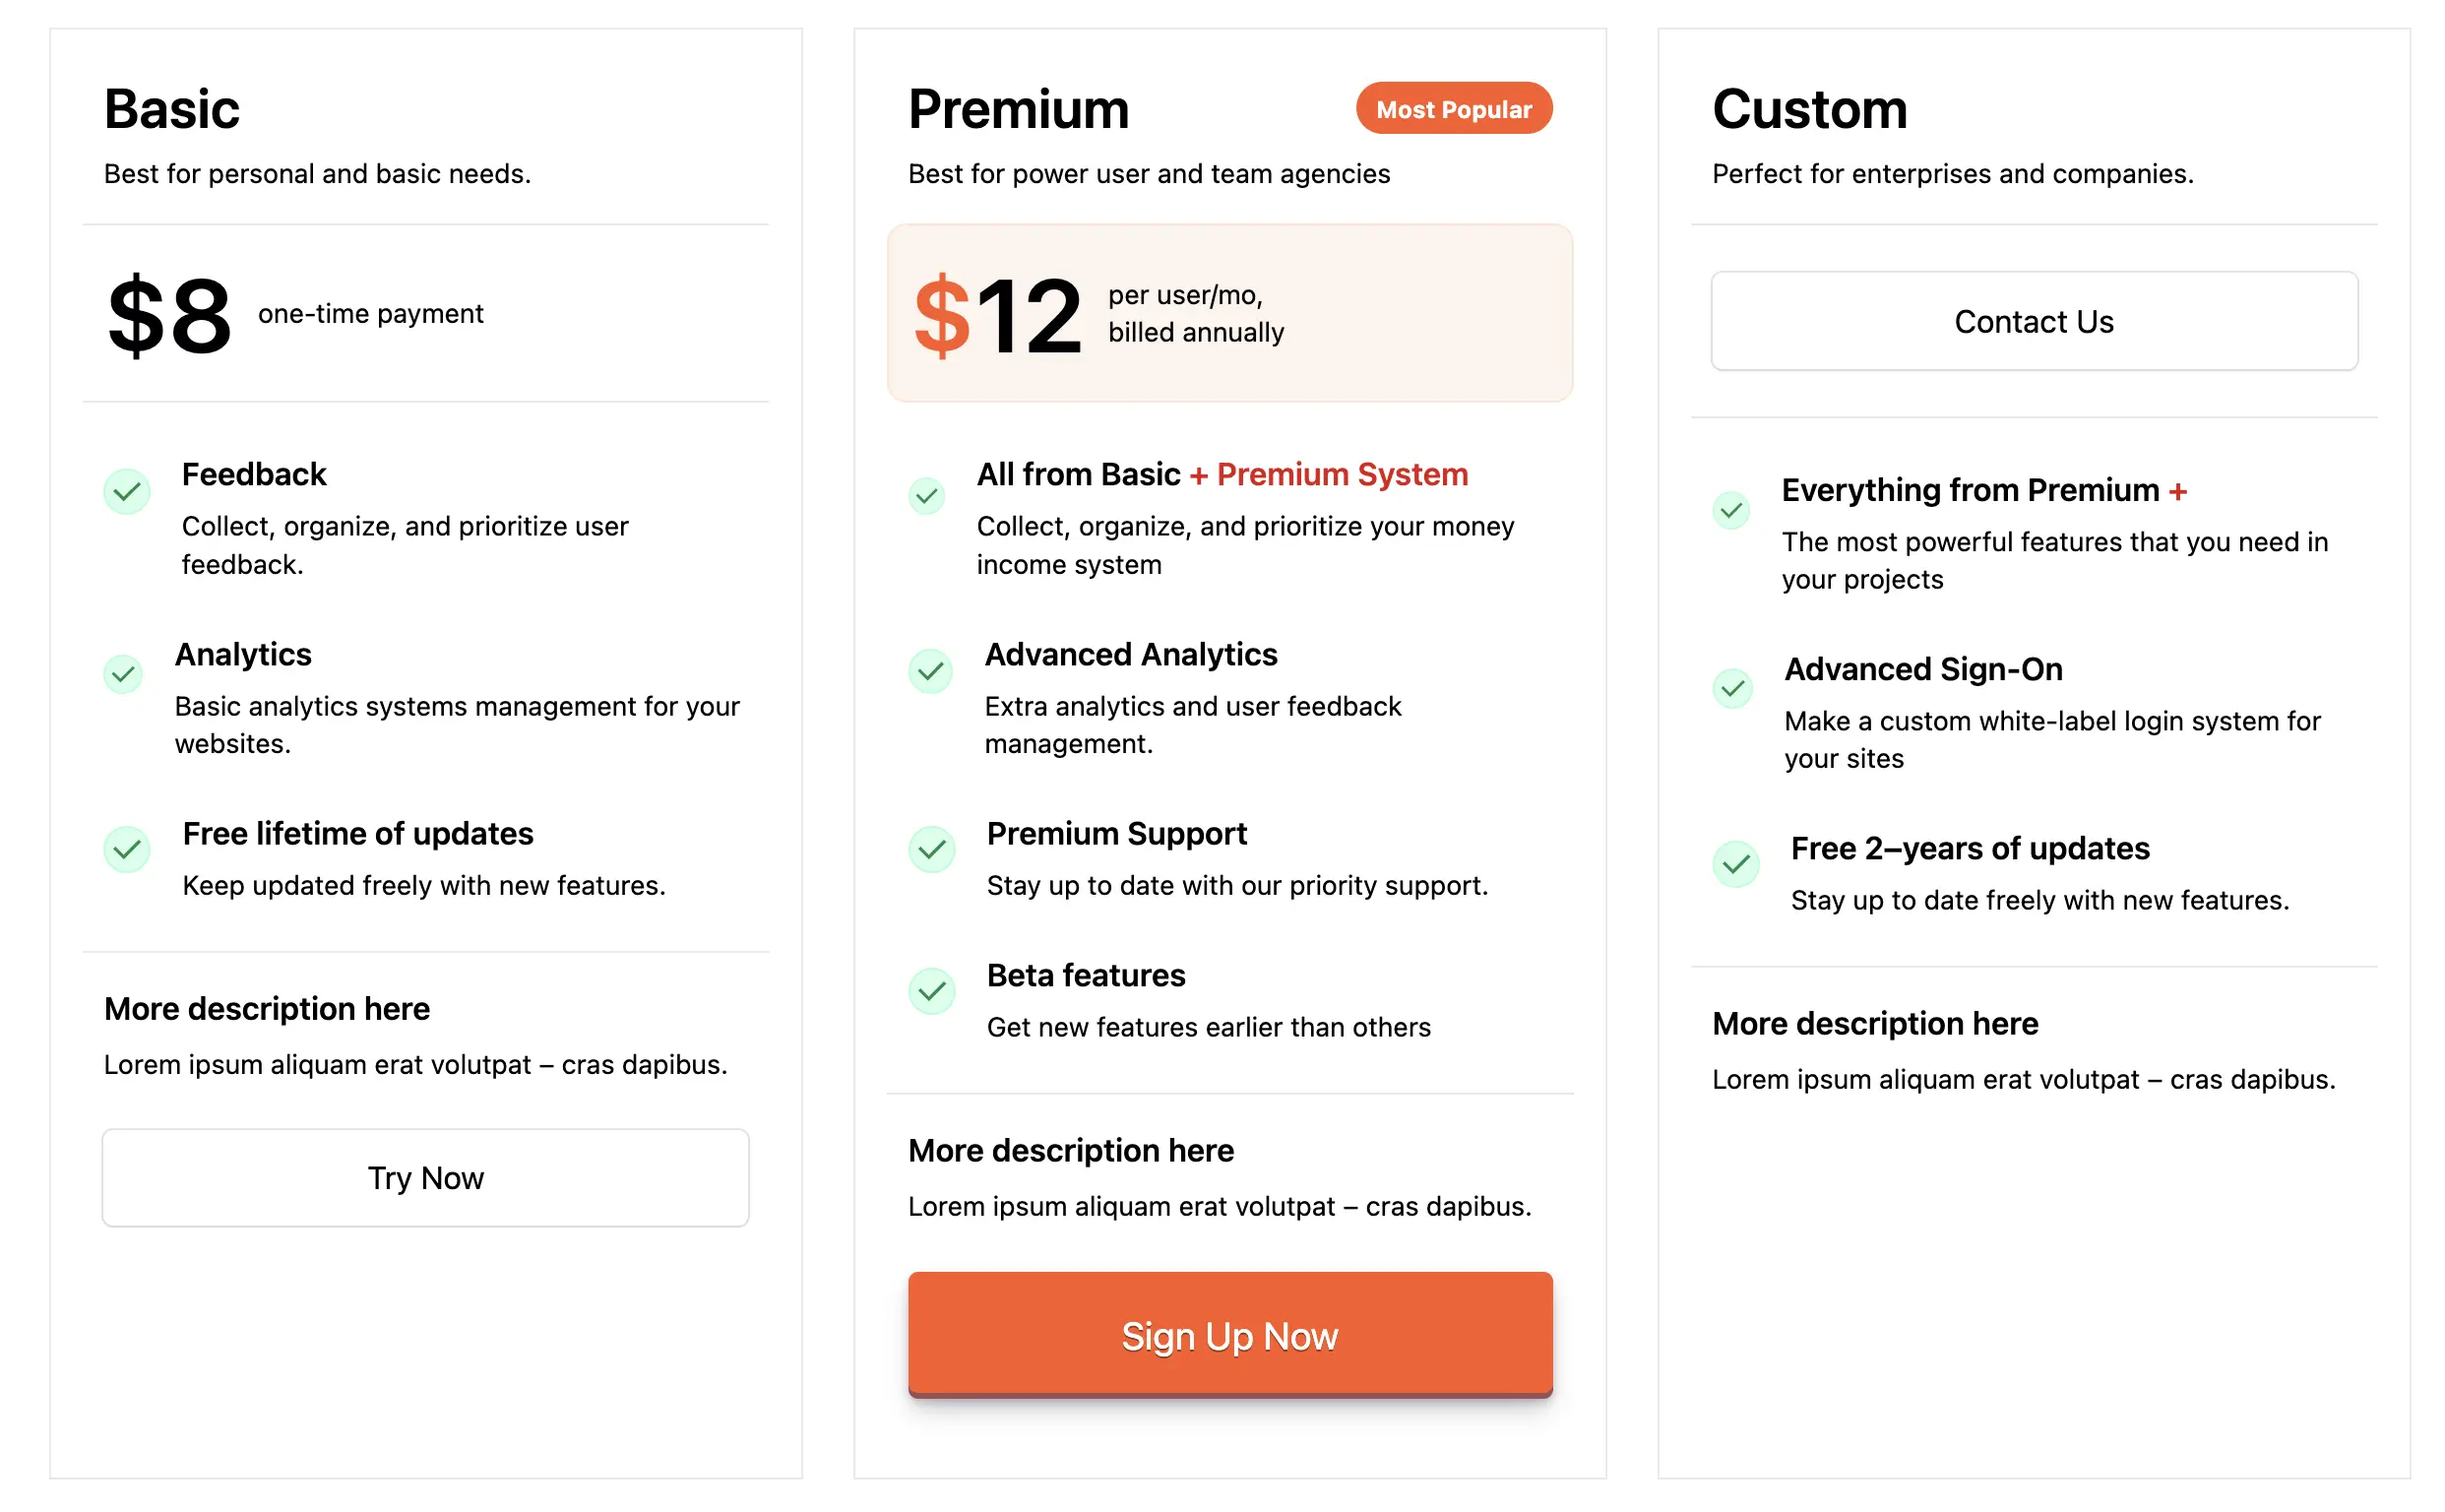 Basic
Best for personal and basic needs.
$8
one-time payment
Feedback
Collect, organize, and prioritize user
feedback.
Analytics
Basic analytics systems management for your
websites.
Free lifetime of updates
Keep updated freely with new features.
More description here
Lorem ipsum aliquam erat volutpat – cras dapibus.
Try Now
Premium
Most Popular
Best for power user and team agencies
$12
per user/mo,
billed annually
All from Basic + Premium System
Collect, organize, and prioritize your money
income system
Advanced Analytics
Extra analytics and user feedback
management.
Premium Support
Stay up to date with our priority support.
Beta features
Get new features earlier than others
More description here
Lorem ipsum aliquam erat volutpat – cras dapibus.
Sign Up Now
Custom
Perfect for enterprises and companies.
Contact Us
Everything from Premium +
The most powerful features that you need in
your projects
Advanced Sign-On
Make a custom white-label login system for
your sites
Free 2–years of updates
Stay up to date freely with new features.
More description here
Lorem ipsum aliquam erat volutpat – cras dapibus.